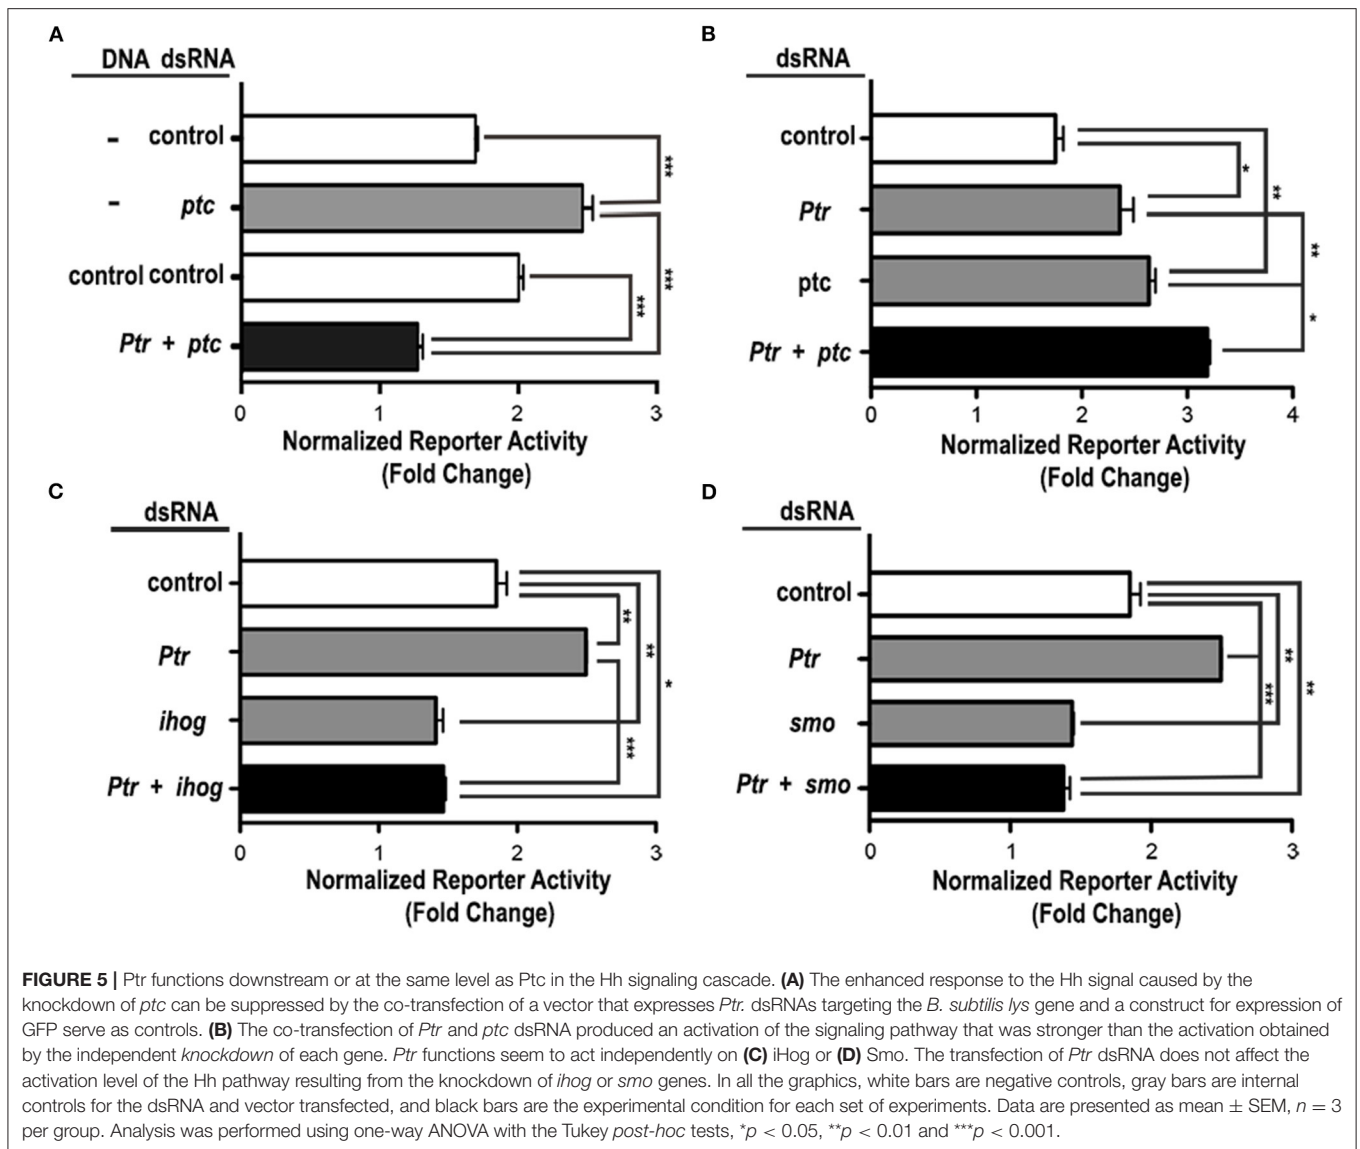 A
DNA dsRNA
- control
- ptc
control control
Ptr + ptc
***
***
***
0 1 2 3
Normalized Reporter Activity
(Fold Change)
B
dsRNA
control
Ptr
ptc
Ptr + ptc
*
**
**
*
0 1 2 3 4
Normalized Reporter Activity
(Fold Change)
C
dsRNA
control
Ptr
ihog
Ptr + ihog
**
**
*
***
0 1 2 3
Normalized Reporter Activity
(Fold Change)
D
dsRNA
control
Ptr
smo
Ptr + smo
***
**
**
0 1 2 3
Normalized Reporter Activity
(Fold Change)
FIGURE 5 | Ptr functions downstream or at the same level as Ptc in the Hh signaling cascade. (A) The enhanced response to the Hh signal caused by the
knockdown of ptc can be suppressed by the co-transfection of a vector that expresses Ptr. dsRNAs targeting the B. subtilis lys gene and a construct for expression of
GFP serve as controls. (B) The co-transfection of Ptr and ptc dsRNA produced an activation of the signaling pathway that was stronger than the activation obtained
by the independent knockdown of each gene. Ptr functions seem to act independently on (C) iHog or (D) Smo. The transfection of Ptr dsRNA does not affect the
activation level of the Hh pathway resulting from the knockdown of ihog or smo genes. In all the graphics, white bars are negative controls, gray bars are internal
controls for the dsRNA and vector transfected, and black bars are the experimental condition for each set of experiments. Data are presented as mean ± SEM, n = 3
per group. Analysis was performed using one-way ANOVA with the Tukey post-hoc tests, *p < 0.05, **p < 0.01 and ***p < 0.001.